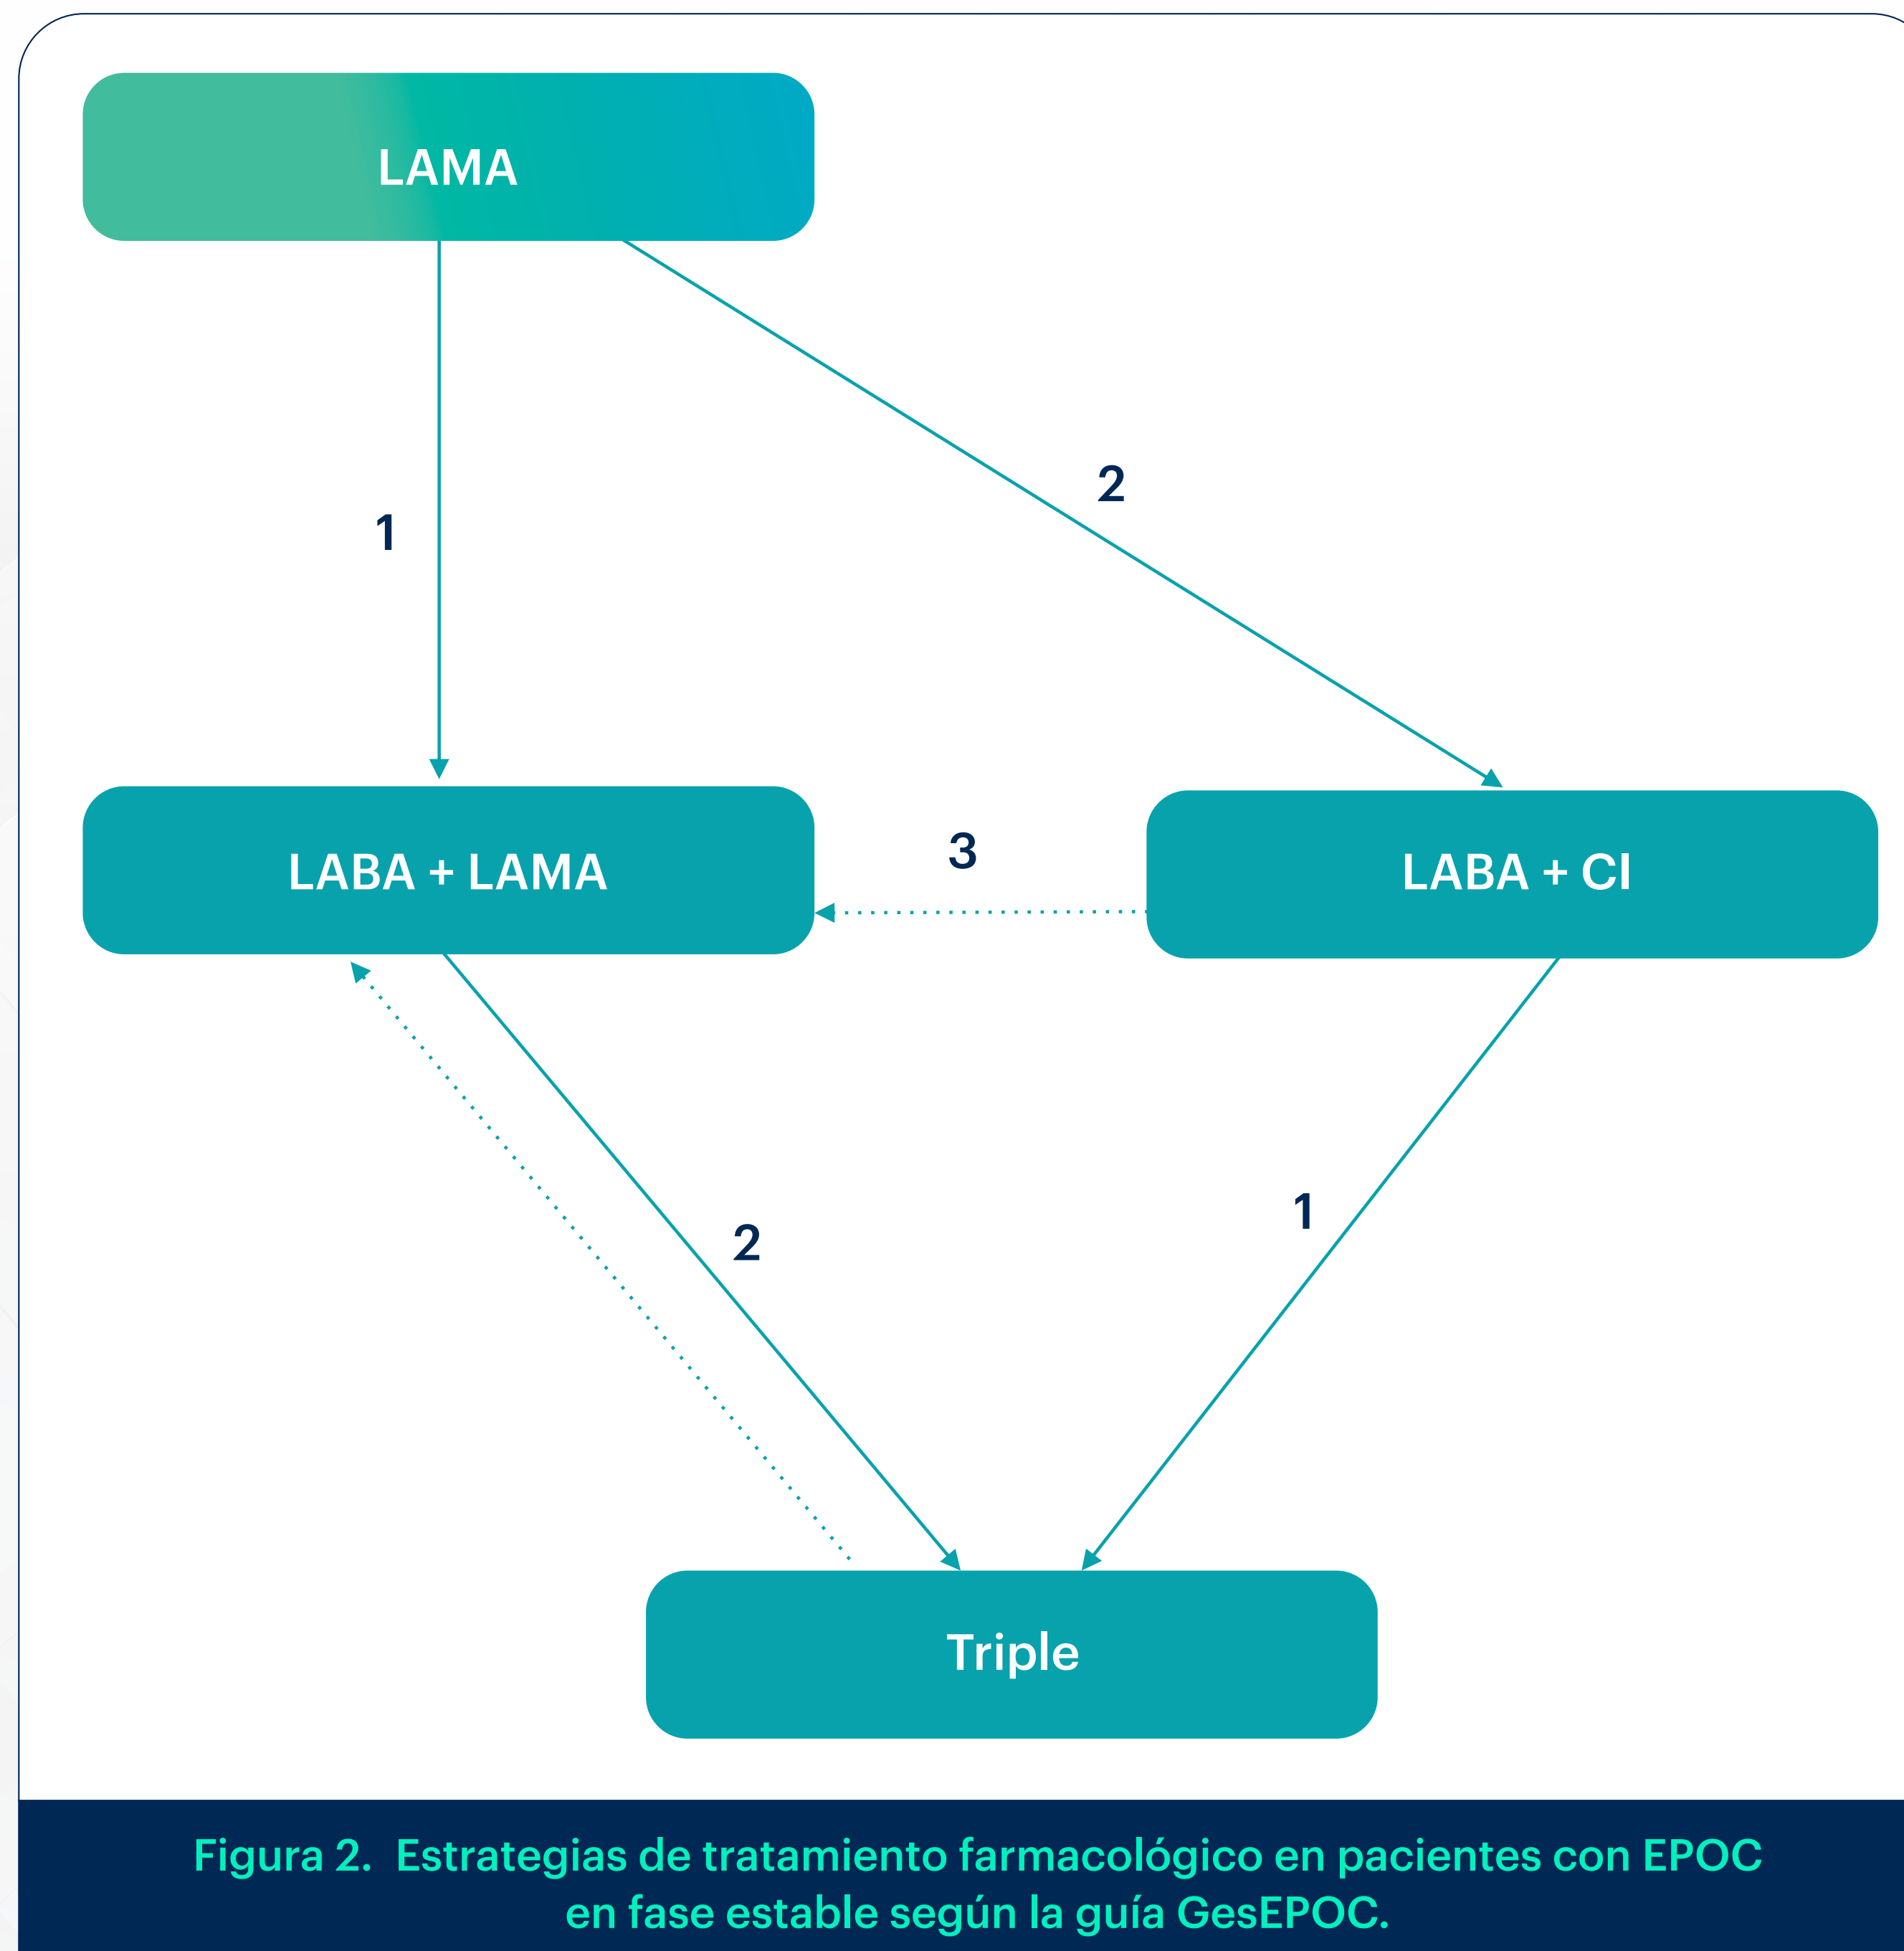 LAMA
2
1
LABA + LAMA
3
LABA + CI
2
1
Triple
Figura 2. Estrategias de tratamiento farmacológico en pacientes con EPOC
en fase estable según la guía GesEPOC.